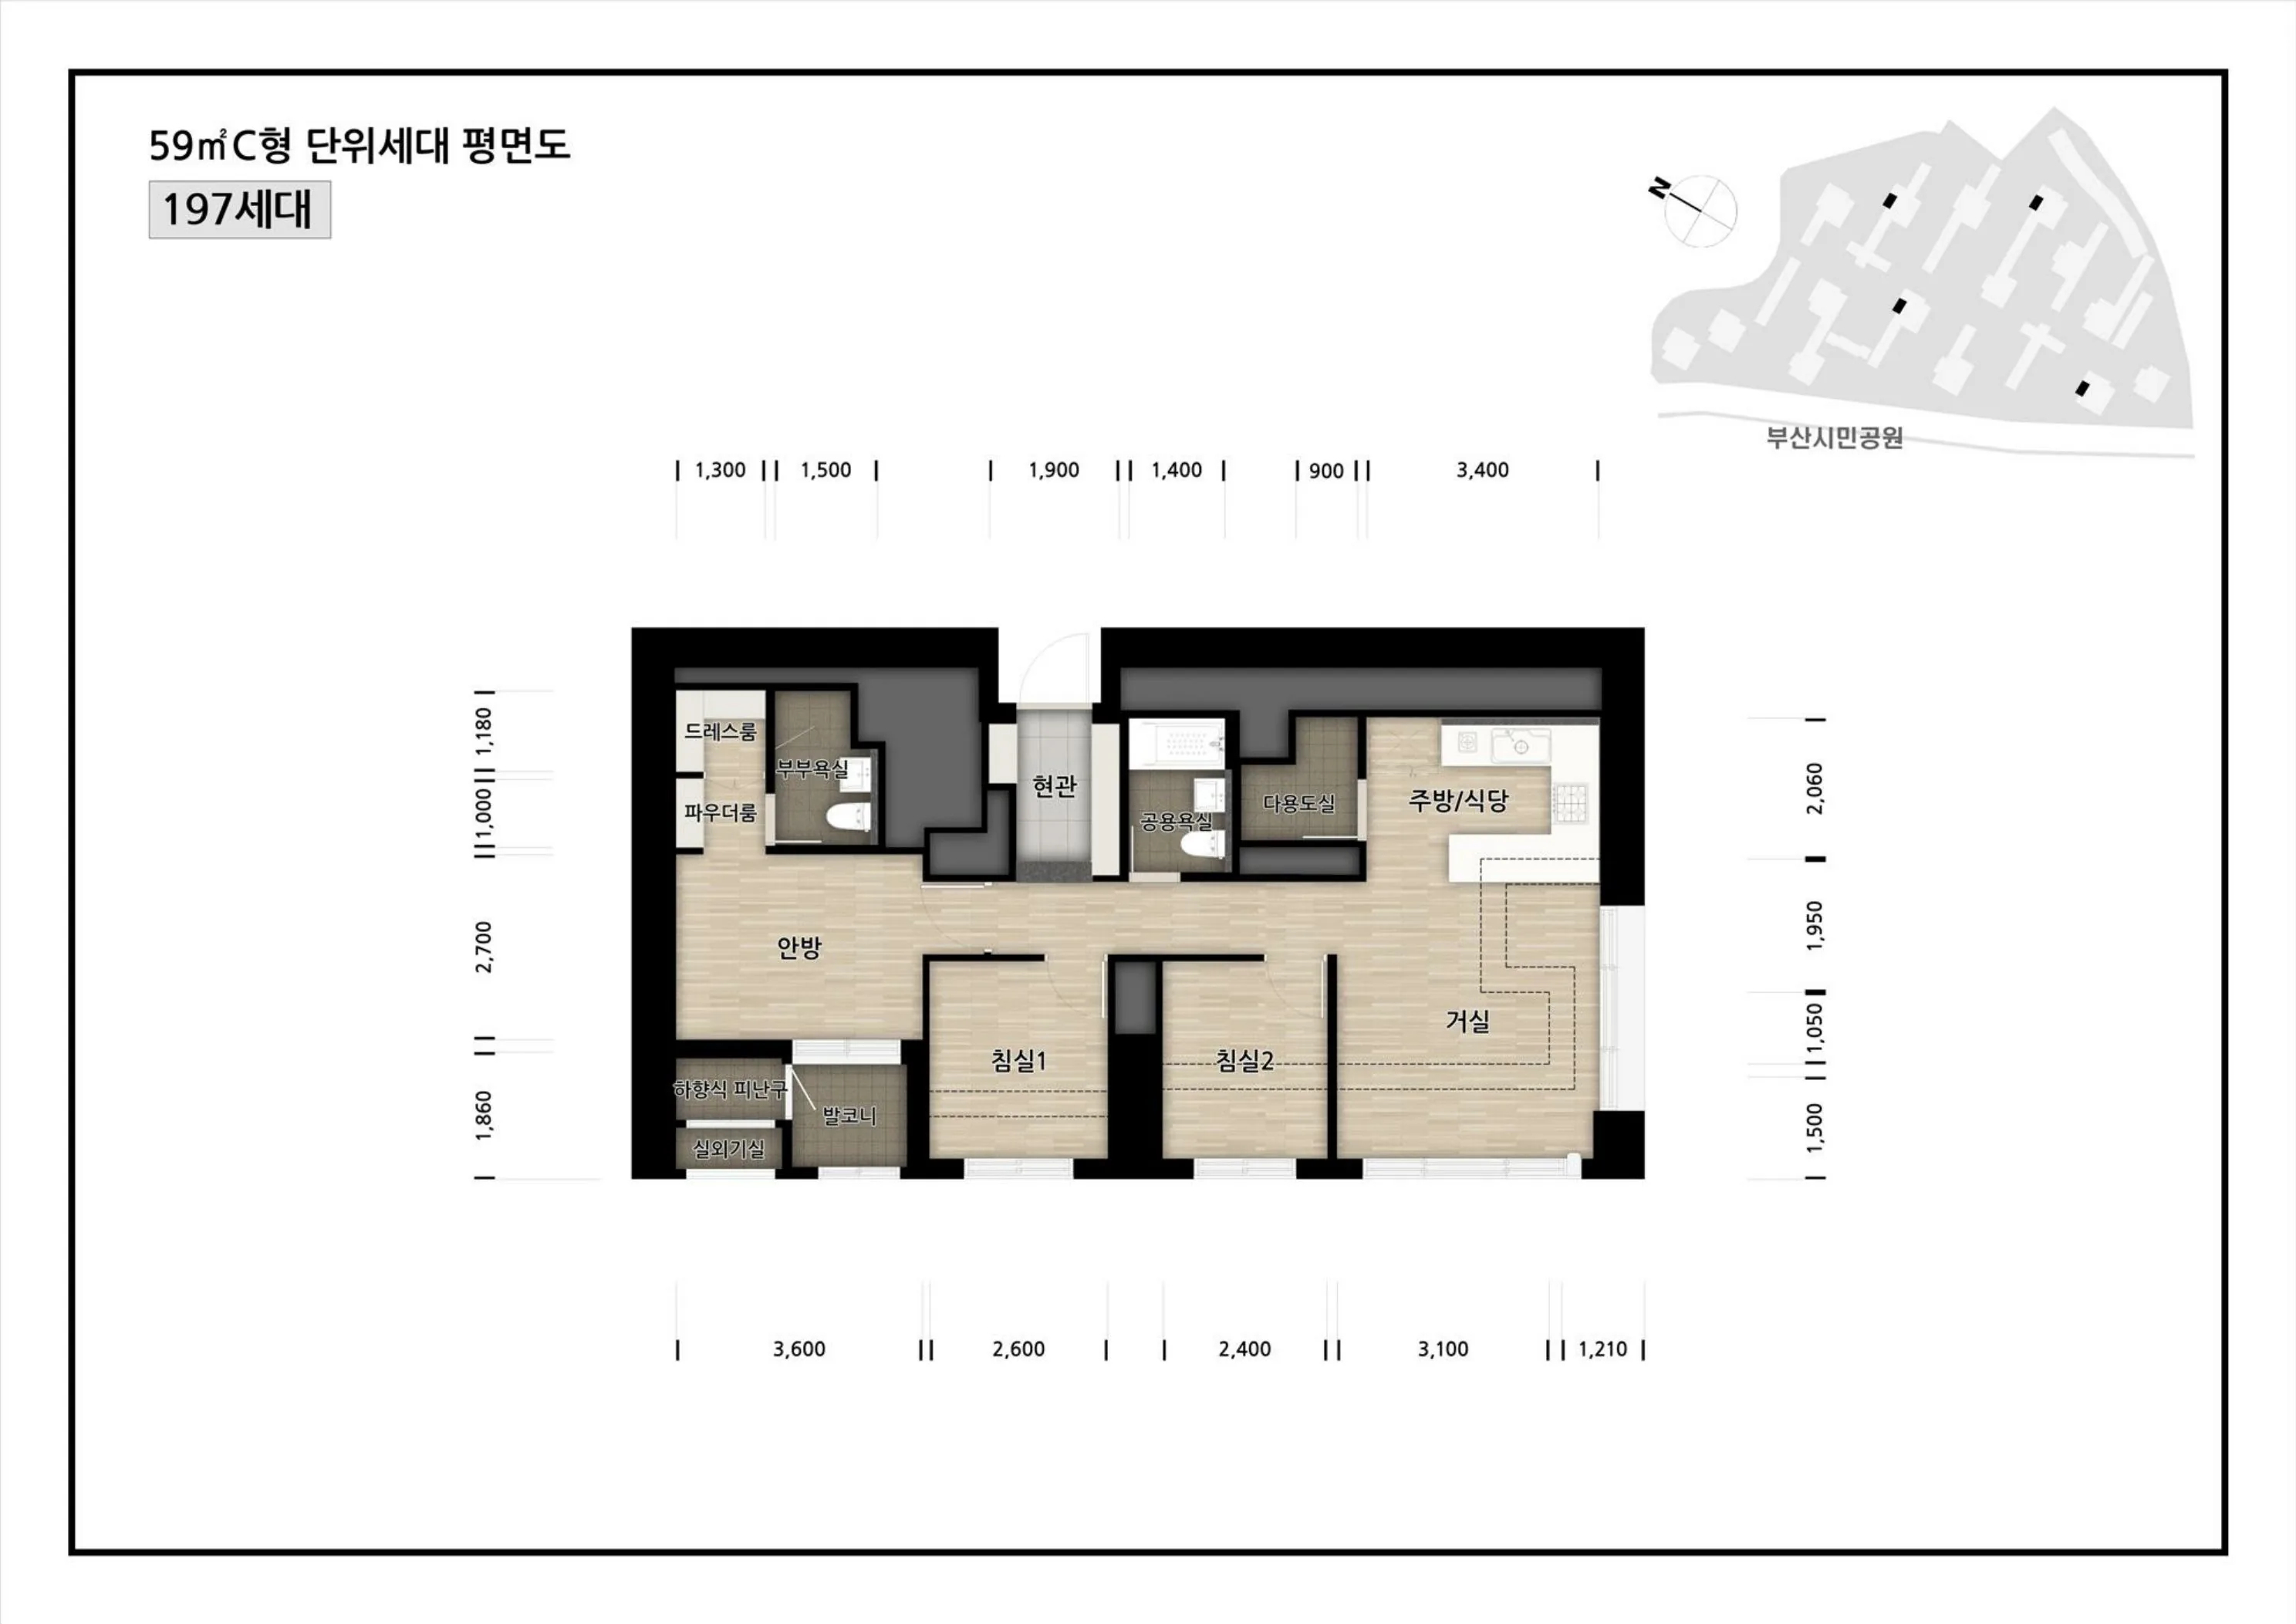 59㎡C형 단위세대 평면도
197세대
N
부산시민공원
1,300 1,500 1,900 1,400 900 3,400
1,180
1,000
2,700
1,860
드레스룸
부부욕실
파우더룸
현관
공용욕실
다용도실
주방/식당
안방
거실
침실1
침실2
하향식 피난구
발코니
실외기실
2,060
1,950
1,050
1,500
3,600 2,600 2,400 3,100 1,210